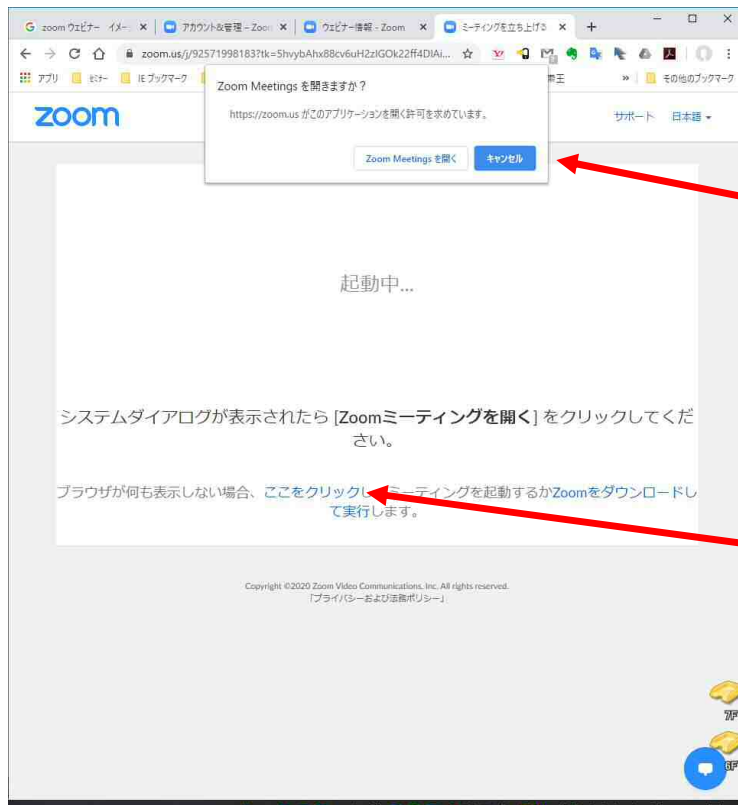 zoom ウエビナー イメー
アカウント&管理 – Zoo
ウエビナー情報 - Zoom
ミーティングを立ち上げる
zoom.us/j/92571998183?tk=5hvybAhx88cv6uH2zIGOk22ff4DIAi...
アプリ
セミナー
IEブックマーク
»
その他のブックマーク
Zoom Meetings を開きますか?
https://zoom.us がこのアプリケーションを開く許可を求めています。
Zoom Meetings を開く
キャンセル
zoom
サポート
日本語
起動中...
システムダイアログが表示されたら [Zoomミーティングを開く] をクリックしてくだ
さい。
ブラウザが何も表示しない場合、ここをクリックし ミーティングを起動するかZoomをダウンロードし
て実行します。
Copyright ©2020 Zoom Video Communications, Inc. All rights reserved.
「プライバシーおよび法務ポリシー」
7F
6F